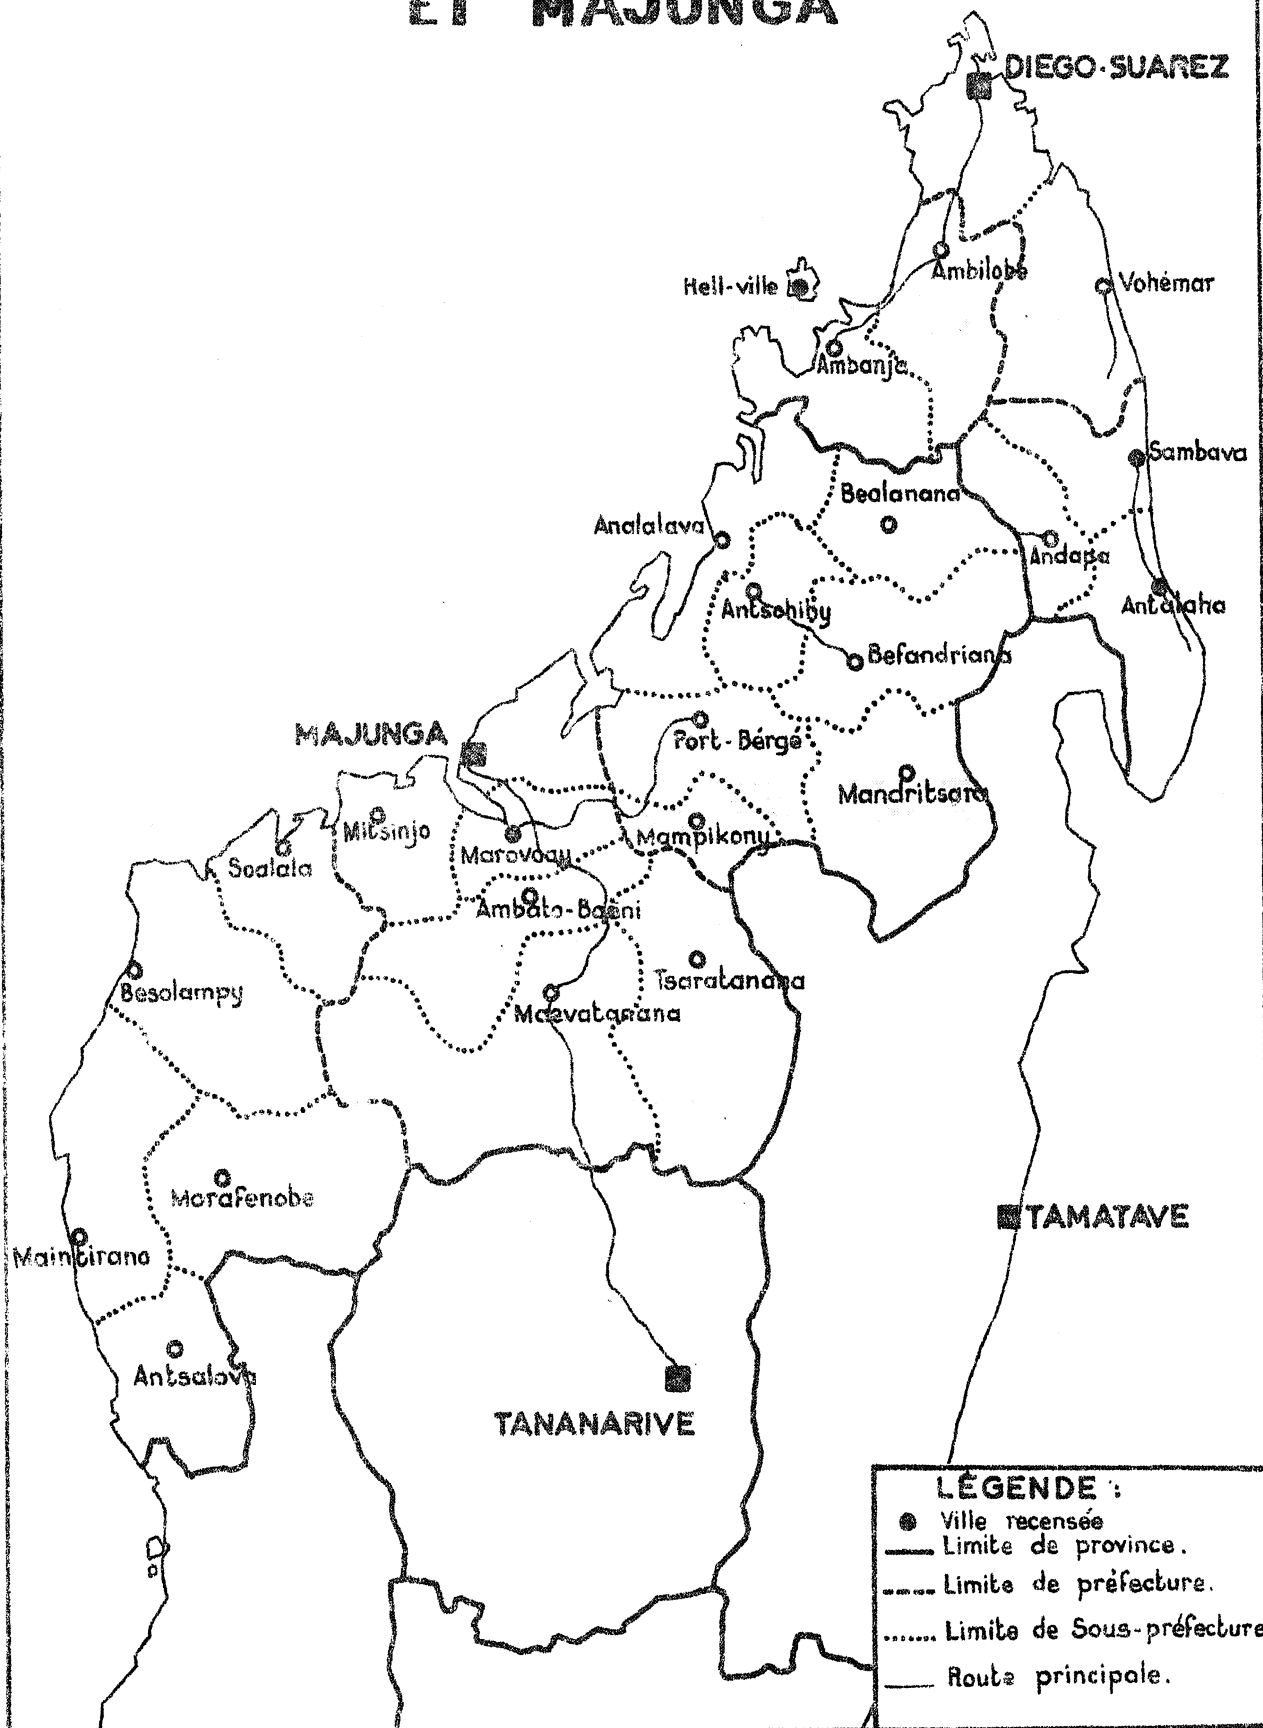 ET MAJUNGA
DIEGO-SUAREZ
Ambilobe
Hell-ville
Vohémar
Ambanja
Sambava
Bealanana
Analalava
Andapa
Antsohihy
Antalaha
Befandriana
MAJUNGA
Port-Bérgé
Mandritsara
Mitsinjo
Mampikony
Marovoay
Soalala
Ambato-Boéni
Tsaratanana
Besalampy
Maevatanana
Morafenobe
TAMATAVE
Maintirano
Antsalova
TANANARIVE
LÉGENDE :
Ville recensée
Limite de province.
Limite de préfecture.
Limite de Sous-préfecture
Route principale.